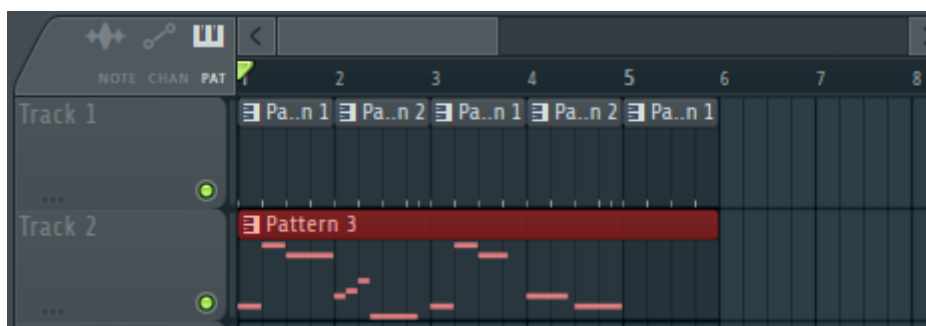 NOTE CHAN PAT
1 2 3 4 5 6 7 8
Track 1
Pa..n 1 Pa..n 2 Pa..n 1 Pa..n 2 Pa..n 1
...
Track 2
Pattern 3
...